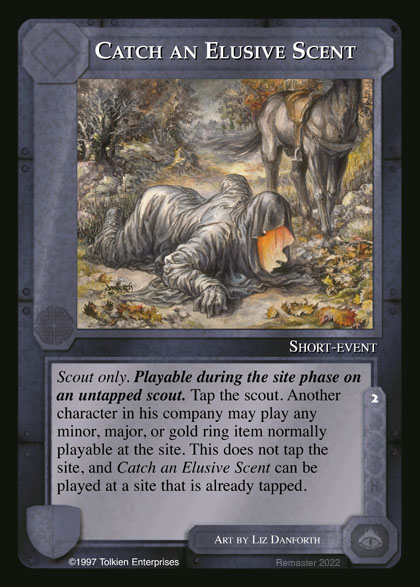 Catch an Elusive Scent
Short-event
Scout only. Playable during the site phase on
an untapped scout. Tap the scout. Another
character in his company may play any
minor, major, or gold ring item normally
playable at the site. This does not tap the
site, and Catch an Elusive Scent can be
played at a site that is already tapped.
2
H
Art by Liz Danforth
©1997 Tolkien Enterprises
Remaster 2022